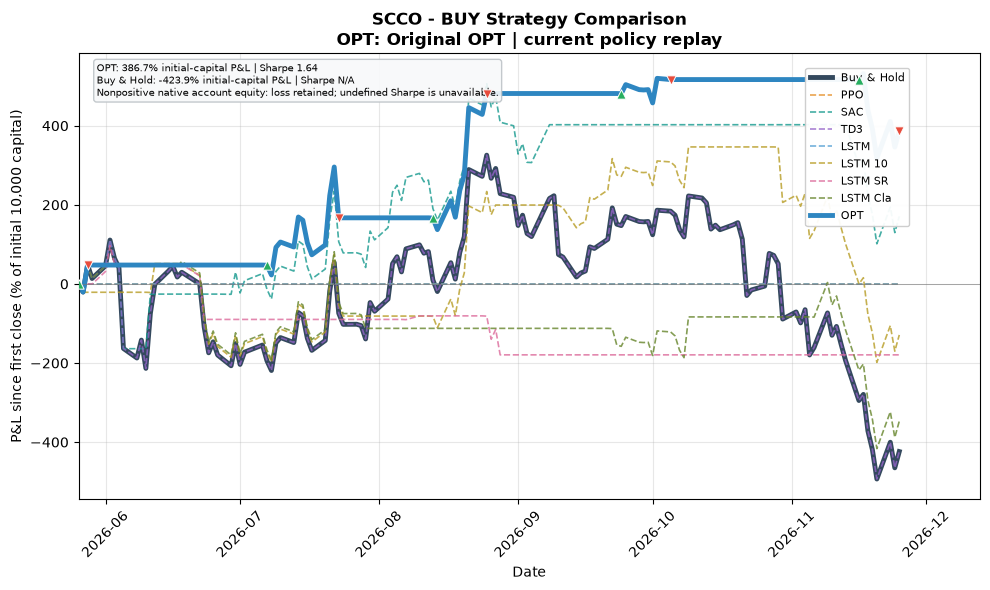 SCCO - BUY Strategy Comparison
OPT: Original OPT | current policy replay
OPT: 386.7% initial-capital P&L | Sharpe 1.64
Buy & Hold: -423.9% initial-capital P&L | Sharpe N/A
Nonpositive native account equity: loss retained; undefined Sharpe is unavailable.
Buy & Hold
PPO
SAC
TD3
LSTM
LSTM 10
LSTM SR
LSTM Cla
OPT
P&L since first close (% of initial 10,000 capital)
400
200
0
−200
−400
2026-06
2026-07
2026-08
2026-09
2026-10
2026-11
2026-12
Date